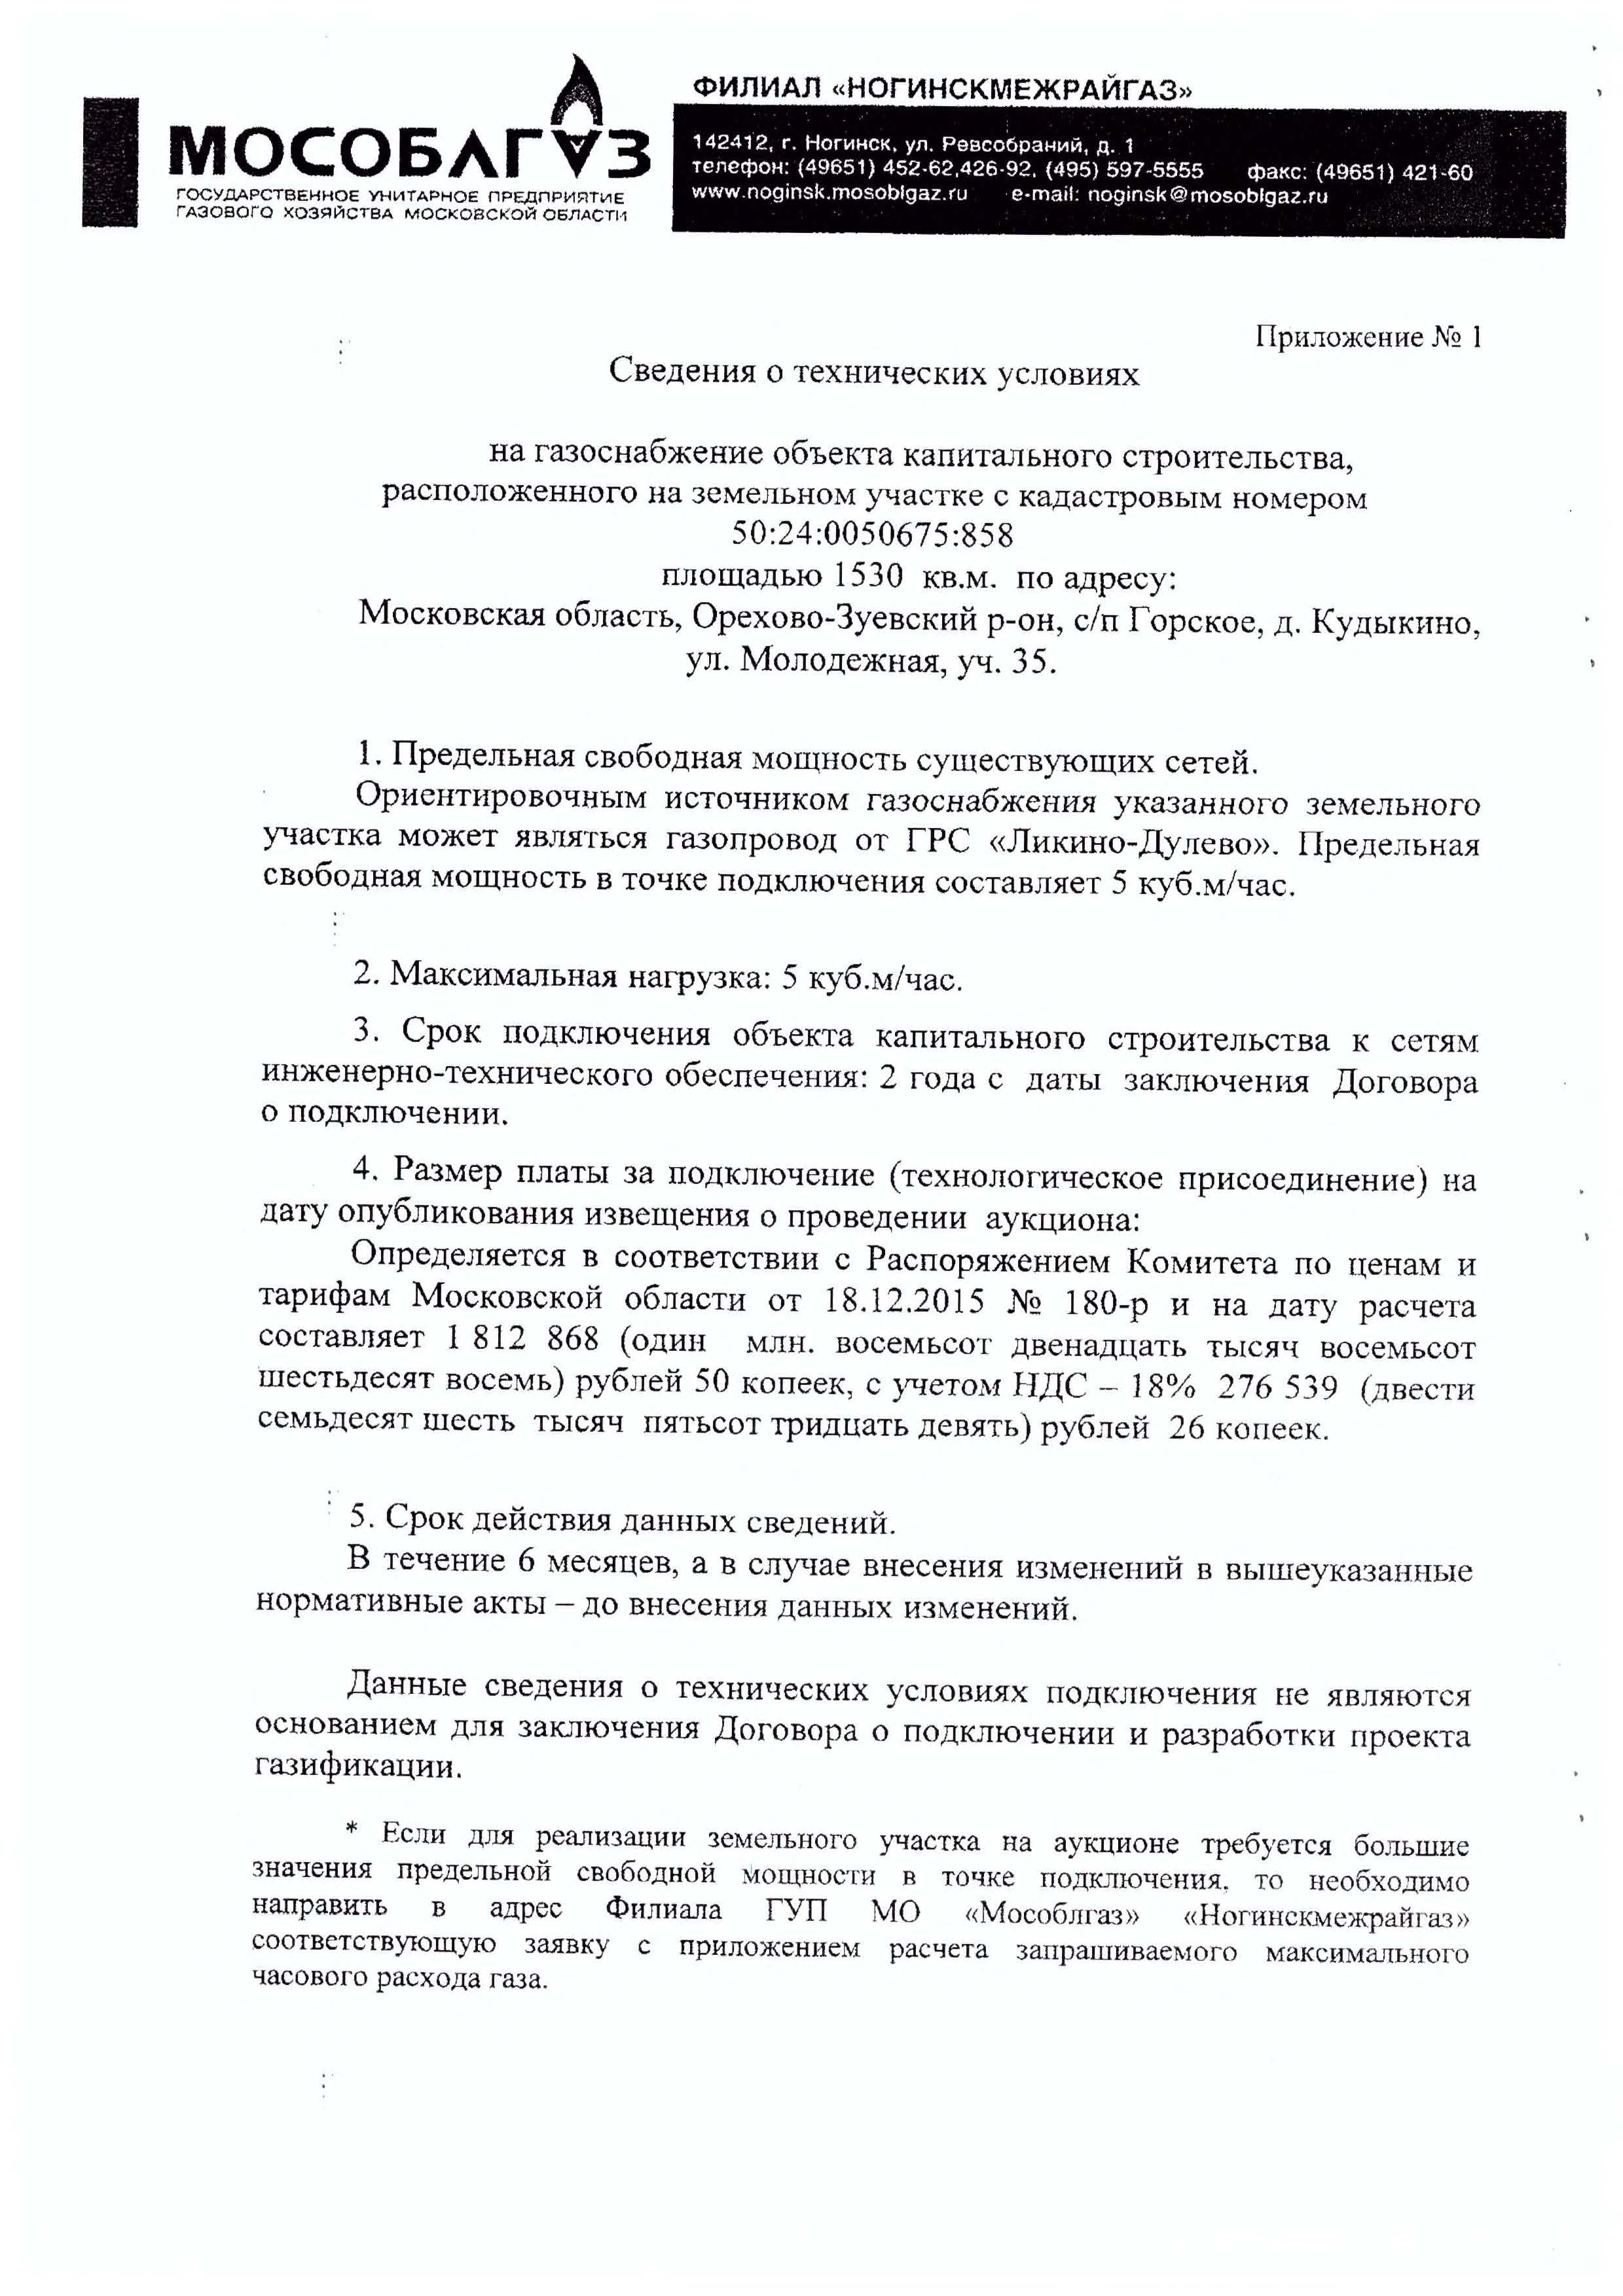 МОСОБЛГАЗ
ГОСУДАРСТВЕННОЕ УНИТАРНОЕ ПРЕДПРИЯТИЕ
ГАЗОВОГО ХОЗЯЙСТВА МОСКОВСКОЙ ОБЛАСТИ
ФИЛИАЛ «НОГИНСКМЕЖРАЙГАЗ»
142412, г. Ногинск, ул. Ревсобраний, д. 1
телефон: (49651) 452-62,426-92, (495) 597-5555 факс: (49651) 421-60
www.noginsk.mosoblgaz.ru e-mail: noginsk@mosoblgaz.ru
Приложение № 1
Сведения о технических условиях
на газоснабжение объекта капитального строительства,
расположенного на земельном участке с кадастровым номером
50:24:0050675:858
площадью 1530 кв.м. по адресу:
Московская область, Орехово-Зуевский р-он, с/п Горское, д. Кудыкино,
ул. Молодежная, уч. 35.
1. Предельная свободная мощность существующих сетей.
Ориентировочным источником газоснабжения указанного земельного
участка может являться газопровод от ГРС «Ликино-Дулево». Предельная
свободная мощность в точке подключения составляет 5 куб.м/час.
2. Максимальная нагрузка: 5 куб.м/час.
3. Срок подключения объекта капитального строительства к сетям
инженерно-технического обеспечения: 2 года с даты заключения Договора
о подключении.
4. Размер платы за подключение (технологическое присоединение) на
дату опубликования извещения о проведении аукциона:
Определяется в соответствии с Распоряжением Комитета по ценам и
тарифам Московской области от 18.12.2015 № 180-р и на дату расчета
составляет 1 812 868 (один млн. восемьсот двенадцать тысяч восемьсот
шестьдесят восемь) рублей 50 копеек, с учетом НДС – 18% 276 539 (двести
семьдесят шесть тысяч пятьсот тридцать девять) рублей 26 копеек.
5. Срок действия данных сведений.
В течение 6 месяцев, а в случае внесения изменений в вышеуказанные
нормативные акты – до внесения данных изменений.
Данные сведения о технических условиях подключения не являются
основанием для заключения Договора о подключении и разработки проекта
газификации.
* Если для реализации земельного участка на аукционе требуется большие
значения предельной свободной мощности в точке подключения, то необходимо
направить в адрес Филиала ГУП МО «Мособлгаз» «Ногинскмежрайгаз»
соответствующую заявку с приложением расчета запрашиваемого максимального
часового расхода газа.